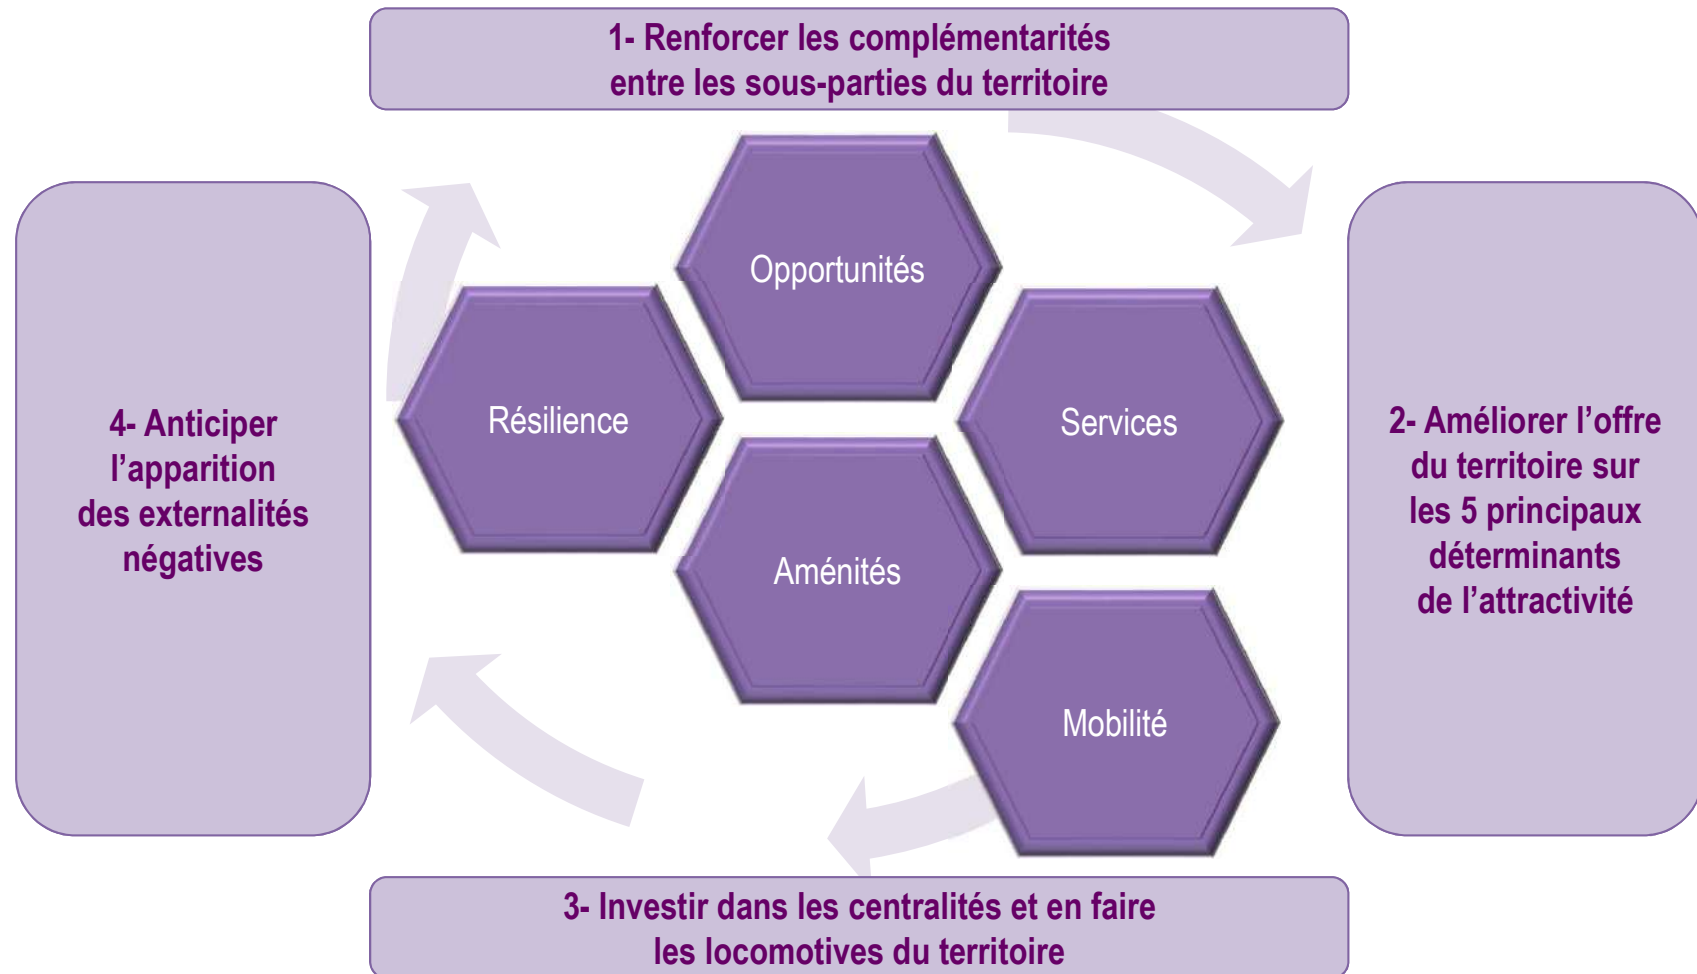 1- Renforcer les complémentarités
entre les sous-parties du territoire
Opportunités
Résilience
Services
Aménités
Mobilité
2- Améliorer l’offre
du territoire sur
les 5 principaux
déterminants
de l’attractivité
3- Investir dans les centralités et en faire
les locomotives du territoire
4- Anticiper
l’apparition
des externalités
négatives